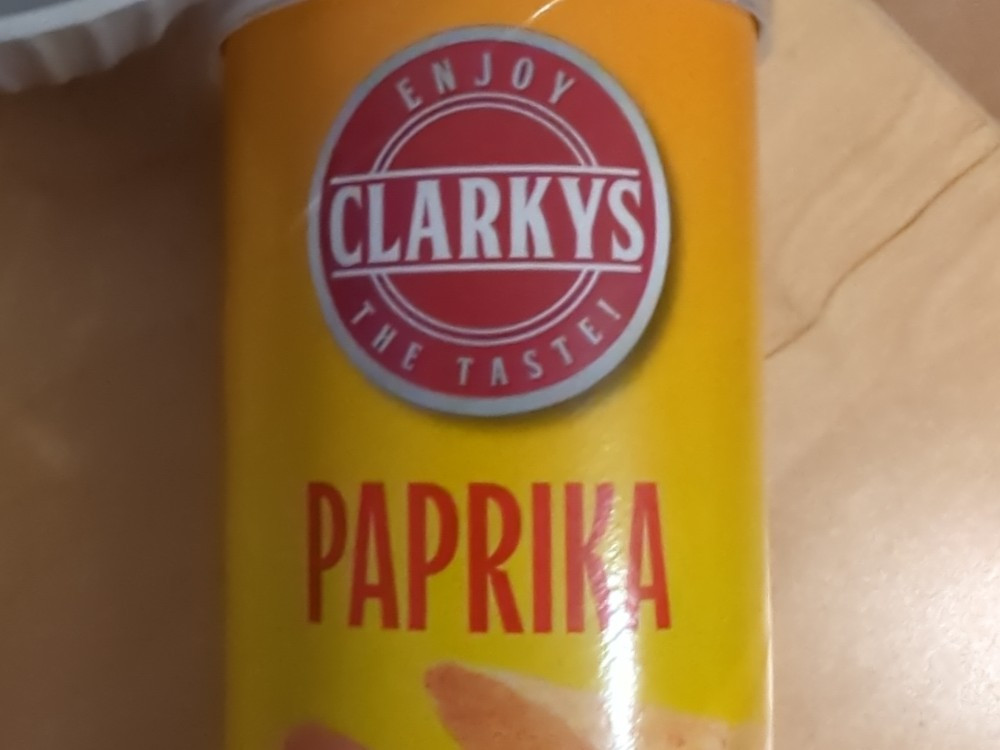 ENJOY
CLARKYS
THE TASTE!
PAPRIKA